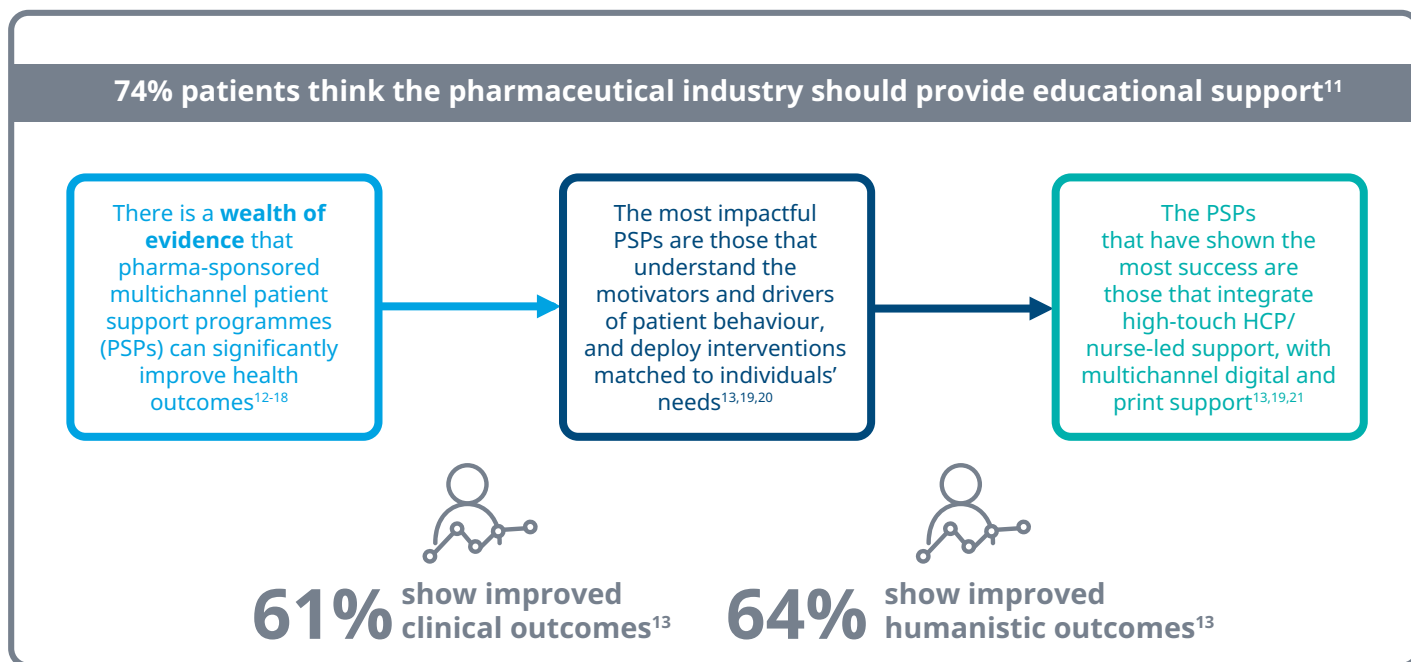 74% patients think the pharmaceutical industry should provide educational support11
There is a wealth of
evidence that
pharma-sponsored
multichannel patient
support programmes
(PSPs) can significantly
improve health
outcomes12-18
The most impactful
PSPs are those that
understand the
motivators and drivers
of patient behaviour,
and deploy interventions
matched to individuals’
needs13,19,20
The PSPs
that have shown the
most success are
those that integrate
high-touch HCP/
nurse-led support, with
multichannel digital and
print support13,19,21
61%
show improved
clinical outcomes13
64%
show improved
humanistic outcomes13